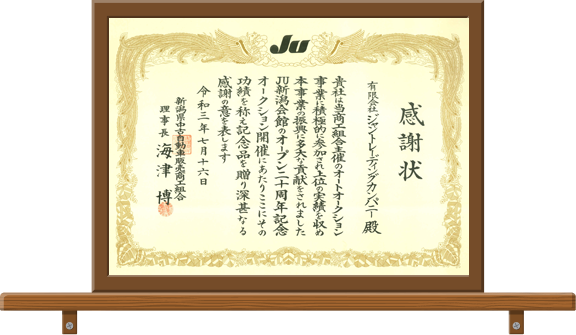 JU
感謝状
有限会社ジャントレーディングカンパニー殿
貴社は当商工組合主催のオートオークション
事業に積極的に参加され上位の実績を収め
本事業の振興に多大な貢献をされました
JU新潟会館のオープン二十周年記念
オークション開催にあたりここにその
功績を称え記念品を贈り深甚なる
感謝の意を表します
令和三年七月十六日
新潟県中古自動車販売商工組合
理事長 海津博